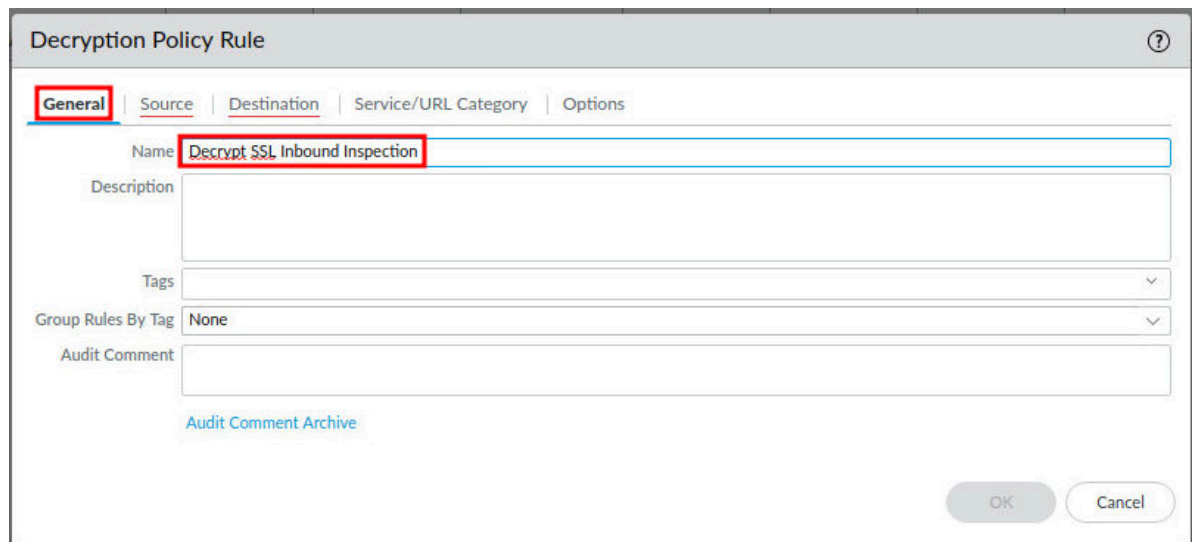 Decryption Policy Rule
General | Source | Destination | Service/URL Category | Options
Name Decrypt SSL Inbound Inspection
Description
Tags
Group Rules By Tag None
Audit Comment
Audit Comment Archive
OK Cancel